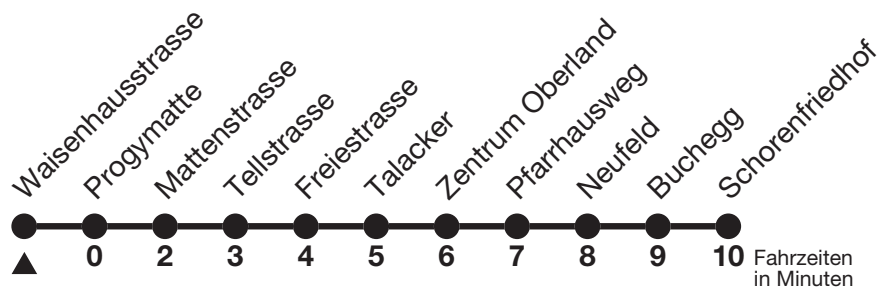 Waisenhausstrasse
Progymatte
Mattenstrasse
Tellstrasse
Freiestrasse
Talacker
Zentrum Oberland
Pfarrhausweg
Neufeld
Buchegg
Schorenfriedhof
0 2 3 4 5 6 7 8 9 10 Fahrzeiten
in Minuten